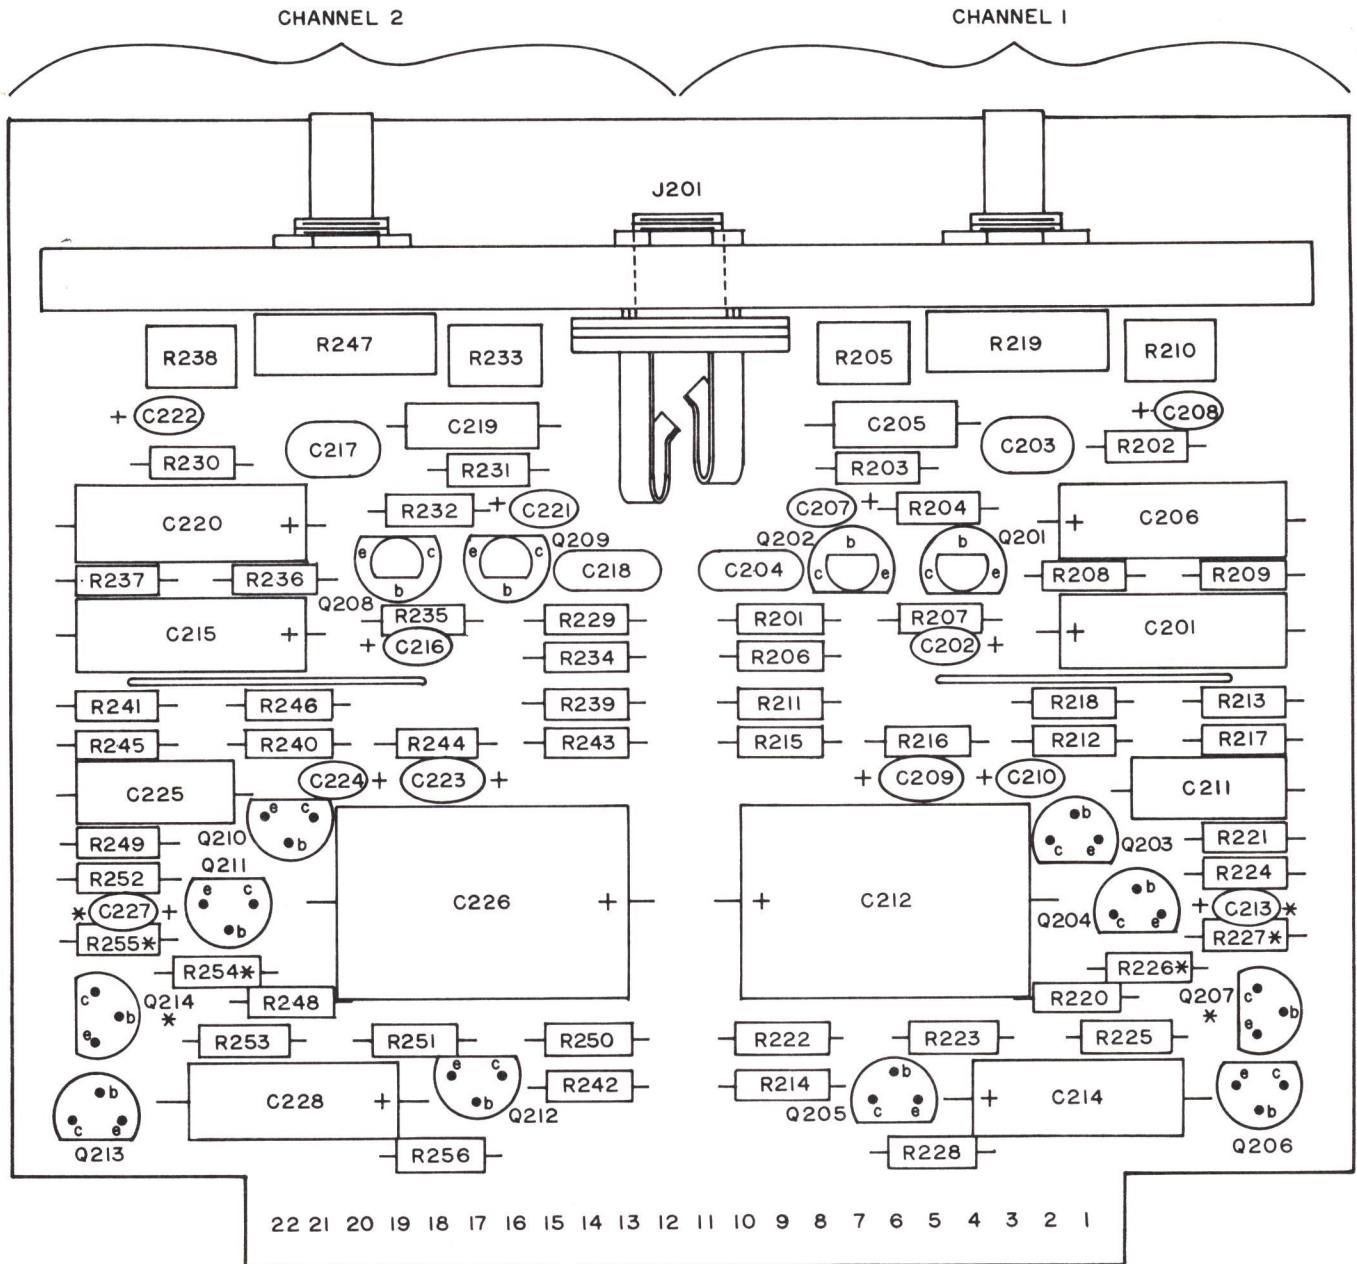 CHANNEL 2 CHANNEL 1
J201
R238 R247 R233 R205 R219 R210
+ C222 C219 C205 + C208
C217 C203
R230 R231 R203 R202
C220 + R232 + C221 C207 + R204 + C206
Q209 Q202 Q201
e c b e c b b c e b c e
R237 R236 C218 C204 R208 R209
Q208
C215 + R235 R229 R201 R207 + C201
+ C216 R234 R206 C202 +
R241 R246 R239 R211 R218 R213
R245 R240 R244 R243 R215 R216 R212 R217
C225 C224 + C223 + + C209 + C210 C211
Q210 e c b b c e Q203
R249 R221
Q211 R252 R224
e c b C226 + + C212 Q204 b c e
* C227 + + C213 *
R255* R227*
R254* R226*
Q214 * c b e R248 R220 Q207 * c b e
R253 R251 R250 R222 R223 R225
Q213 b c e C228 + e c b Q212 R242 R214 Q205 b c e + C214 e c b Q206
R256 R228
22 21 20 19 18 17 16 15 14 13 12 11 10 9 8 7 6 5 4 3 2 1